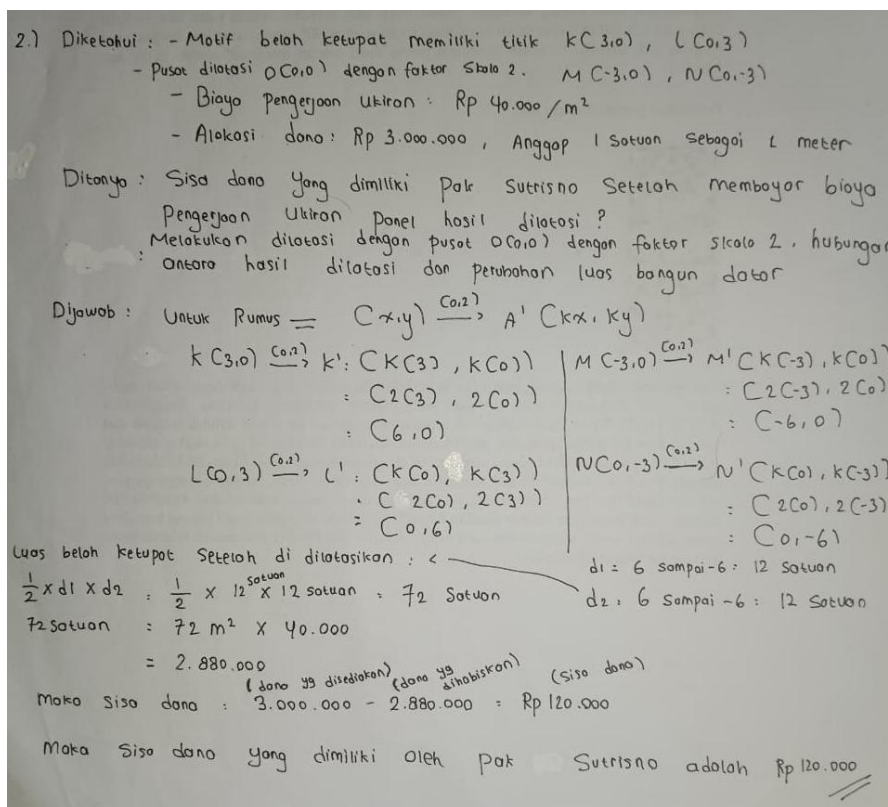 2.) Diketahui : - Motif belah ketupat memiliki titik K(3,0), L(0,3)
- Pusat dilatasi O(0,0) dengan faktor Skala 2. M(-3,0), N(0,-3)
- Biaya Pengerjaan Ukiran : Rp 40.000/m²
- Alokasi dana : Rp 3.000.000, Anggap 1 Satuan Sebagai 1 meter
Ditanya : Sisa dana Yang dimiliki Pak Sutrisno Setelah membayar biaya
Pengerjaan Ukiran Panel hasil dilatasi ?
: Melakukan dilatasi dengan pusat O(0,0) dengan faktor skala 2. hubungan
antara hasil dilatasi dan perubahan luas bangun datar
Dijawab : Untuk Rumus = (x,y) (0,2)→ A' (kx, ky)
K(3,0) (0,2)→ K' : (K(3), k(0))
: (2(3), 2(0))
: (6,0)
L(0,3) (0,2)→ L' : (k(0), k(3))
: (2(0), 2(3))
= (0,6)
M(-3,0) (0,2)→ M' (k(-3), k(0))
: (2(-3), 2(0)
: (-6,0)
N(0,-3) (0,2)→ N' (k(0), k(-3))
: (2(0), 2(-3)
: (0,-6)
Luas belah ketupat Setelah di dilatasikan : <
d1 = 6 sampai -6 : 12 Satuan
d2 : 6 Sampai -6 : 12 Satuan
1/2 x d1 x d2 : 1/2 x 12 satuan x 12 satuan : 72 Satuan
72 satuan : 72 m² x 40.000
= 2.880.000
(dana yg disediakan) (dana yg dihabiskan) (sisa dana)
Maka Sisa dana : 3.000.000 - 2.880.000 = Rp 120.000
Maka Sisa dana yang dimiliki oleh Pak Sutrisno adalah Rp 120.000